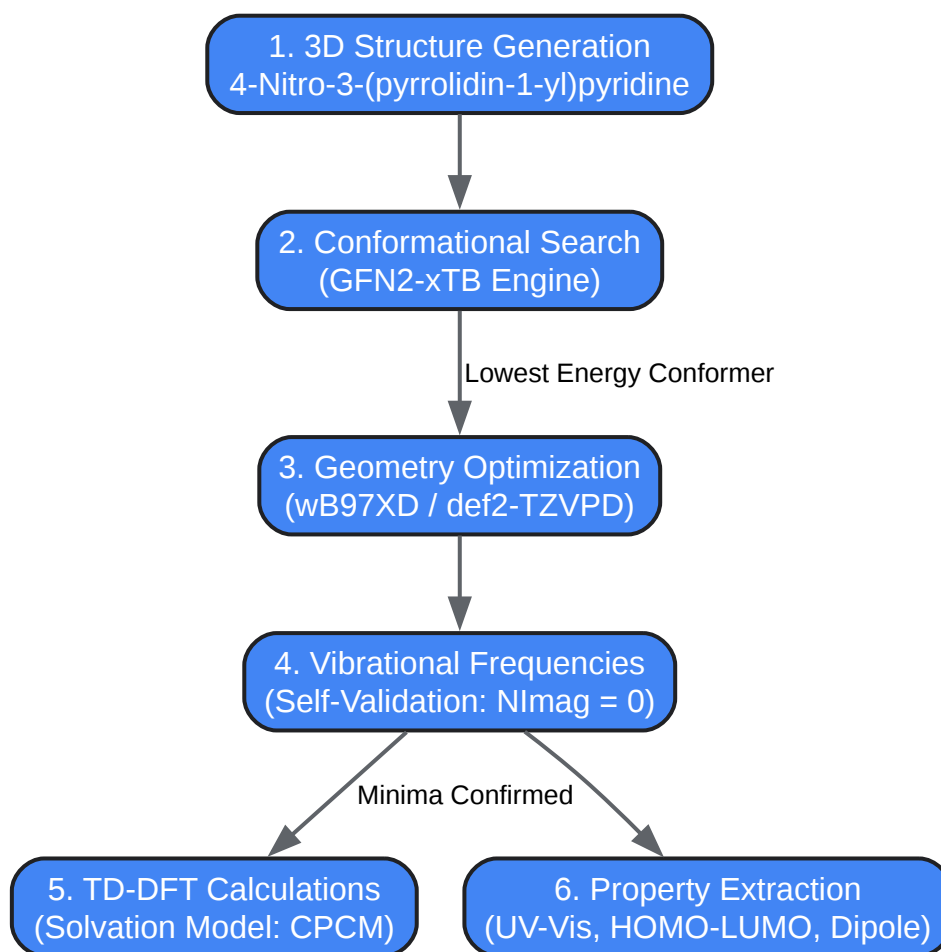 1. 3D Structure Generation
4-Nitro-3-(pyrrolidin-1-yl)pyridine
2. Conformational Search
(GFN2-xTB Engine)
Lowest Energy Conformer
3. Geometry Optimization
(wB97XD / def2-TZVPD)
4. Vibrational Frequencies
(Self-Validation: NImag = 0)
Minima Confirmed
5. TD-DFT Calculations
(Solvation Model: CPCM)
6. Property Extraction
(UV-Vis, HOMO-LUMO, Dipole)